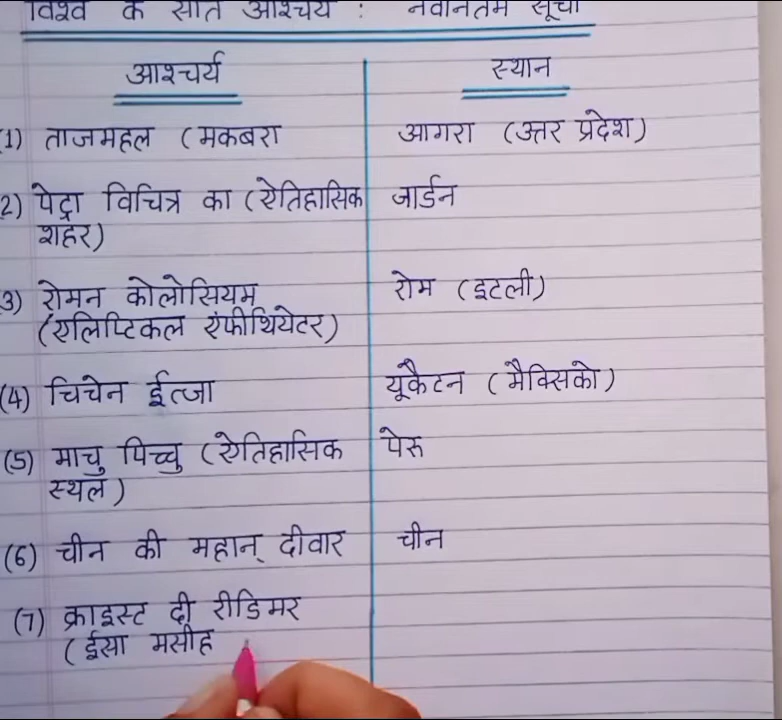 विश्व के सात आश्चर्य : नवीनतम सूची
आश्चर्य स्थान
(1) ताजमहल (मकबरा आगरा (उत्तर प्रदेश)
(2) पेट्रा विचित्र का (ऐतिहासिक जार्डन
शहर)
(3) रोमन कोलोसियम रोम (इटली)
(एलिप्टिकल एंफीथियेटर)
(4) चिचेन ईत्जा यूकैटन (मैक्सिको)
(5) माचु पिच्चु (ऐतिहासिक पेरू
स्थल)
(6) चीन की महान् दीवार चीन
(7) क्राइस्ट दी रीडिमर
(ईसा मसीह